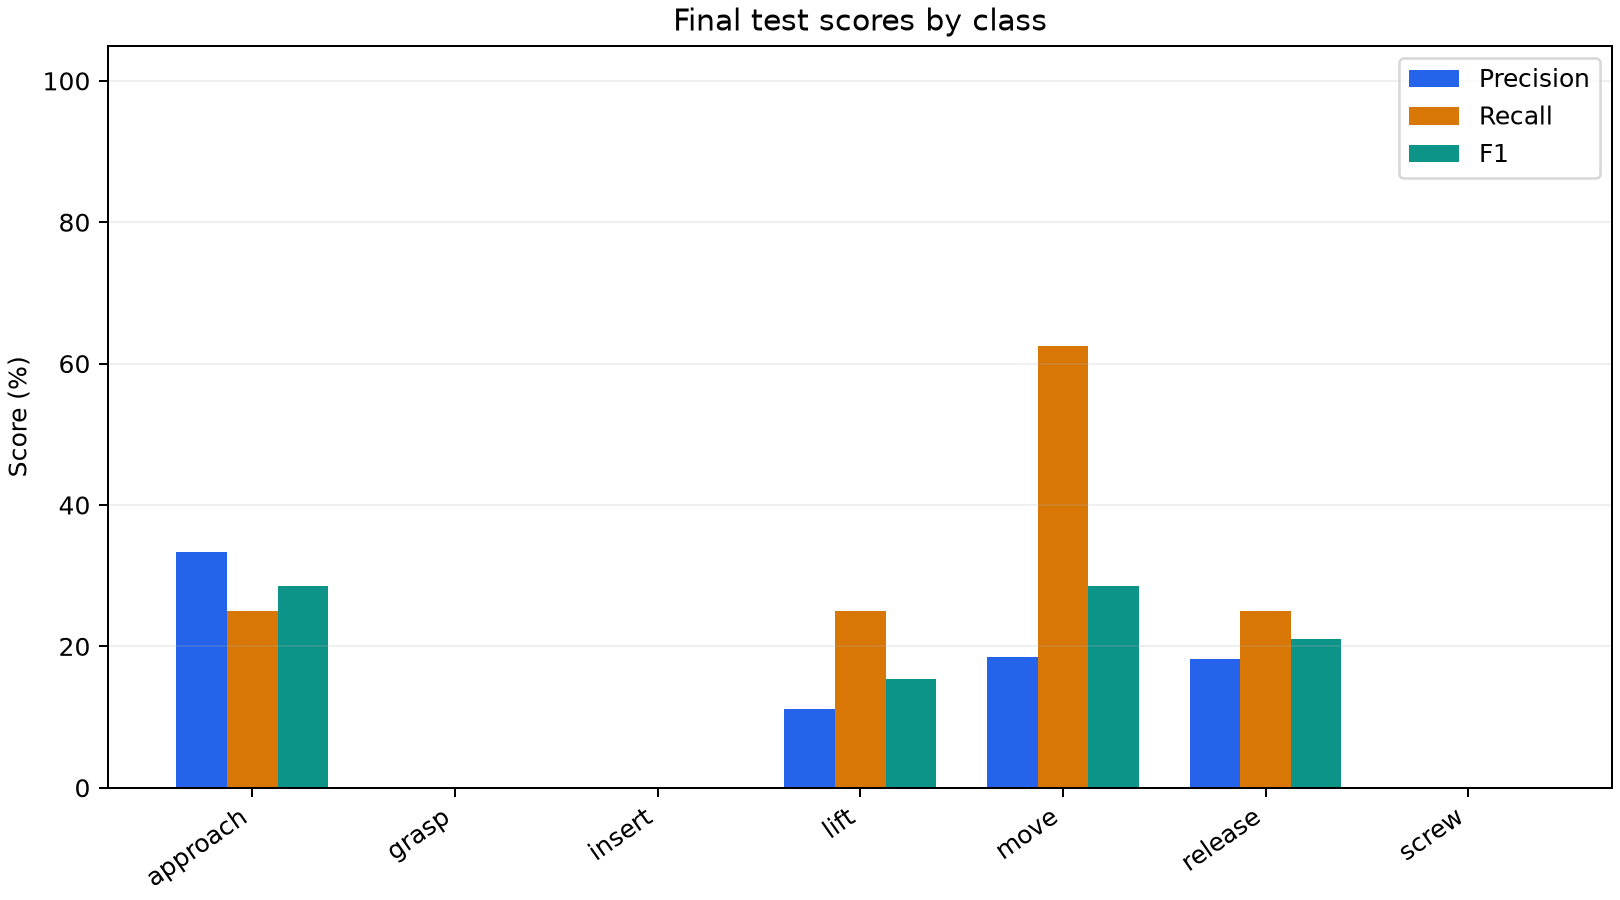 Final test scores by class
Precision
Recall
F1
Score (%)
100
80
60
40
20
0
approach
grasp
insert
lift
move
release
screw